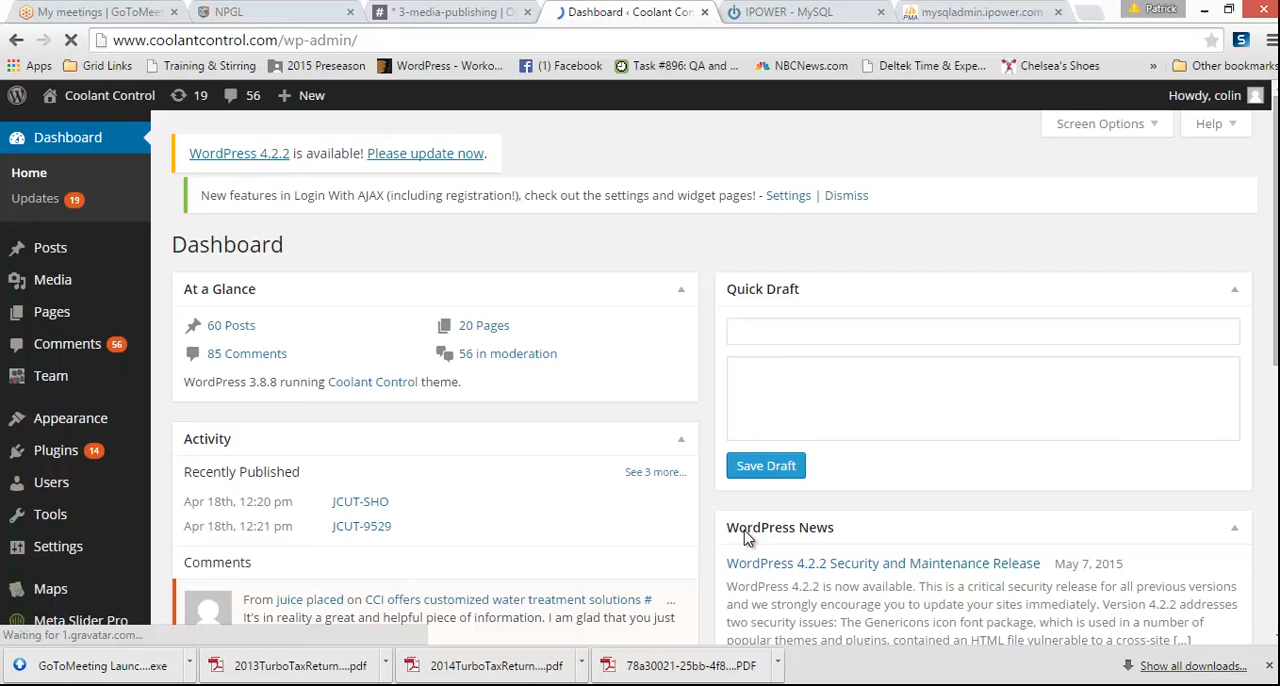 My meetings | GoToMeet
NPGL
* 3-media-publishing | O
Dashboard ‹ Coolant Cor
IPOWER - MySQL
mysqladmin.ipower.com
Patrick
www.coolantcontrol.com/wp-admin/
Apps
Grid Links
Training & Stirring
2015 Preseason
WordPress - Worko...
(1) Facebook
Task #896: QA and ...
NBCNews.com
Deltek Time & Expe...
Chelsea's Shoes
»
Other bookmarks
Coolant Control
19
56
New
Howdy, colin
Dashboard
Home
Updates 19
Posts
Media
Pages
Comments 56
Team
Appearance
Plugins 14
Users
Tools
Settings
Maps
Meta Slider Pro
Screen Options
Help
WordPress 4.2.2 is available! Please update now.
New features in Login With AJAX (including registration!), check out the settings and widget pages! - Settings | Dismiss
Dashboard
At a Glance
60 Posts
20 Pages
85 Comments
56 in moderation
WordPress 3.8.8 running Coolant Control theme.
Activity
Recently Published
See 3 more...
Apr 18th, 12:20 pm JCUT-SHO
Apr 18th, 12:21 pm JCUT-9529
Comments
From juice placed on CCI offers customized water treatment solutions # ...
It's in reality a great and helpful piece of information. I am glad that you just
Quick Draft
Save Draft
WordPress News
WordPress 4.2.2 Security and Maintenance Release May 7, 2015
WordPress 4.2.2 is now available. This is a critical security release for all previous versions
and we strongly encourage you to update your sites immediately. Version 4.2.2 addresses
two security issues: The Genericons icon font package, which is used in a number of
popular themes and plugins, contained an HTML file vulnerable to a cross-site [...]
Waiting for 1.gravatar.com...
GoToMeeting Launc....exe
2013TurboTaxReturn....pdf
2014TurboTaxReturn....pdf
78a30021-25bb-4f8....PDF
Show all downloads...